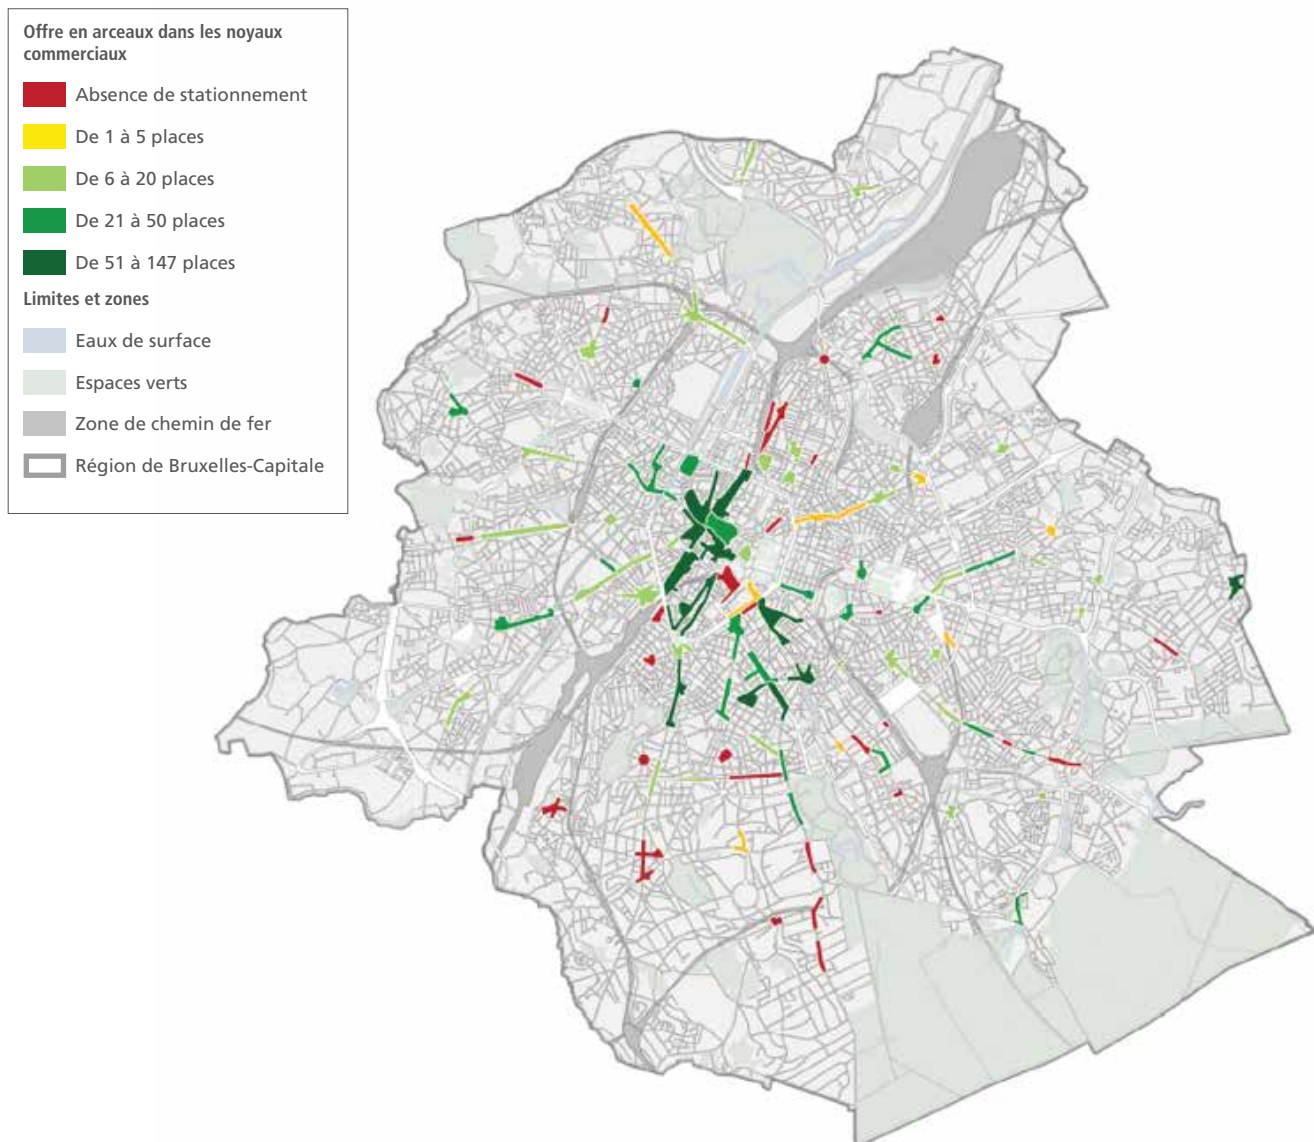 Offre en arceaux dans les noyaux
commerciaux
Absence de stationnement
De 1 à 5 places
De 6 à 20 places
De 21 à 50 places
De 51 à 147 places
Limites et zones
Eaux de surface
Espaces verts
Zone de chemin de fer
Région de Bruxelles-Capitale